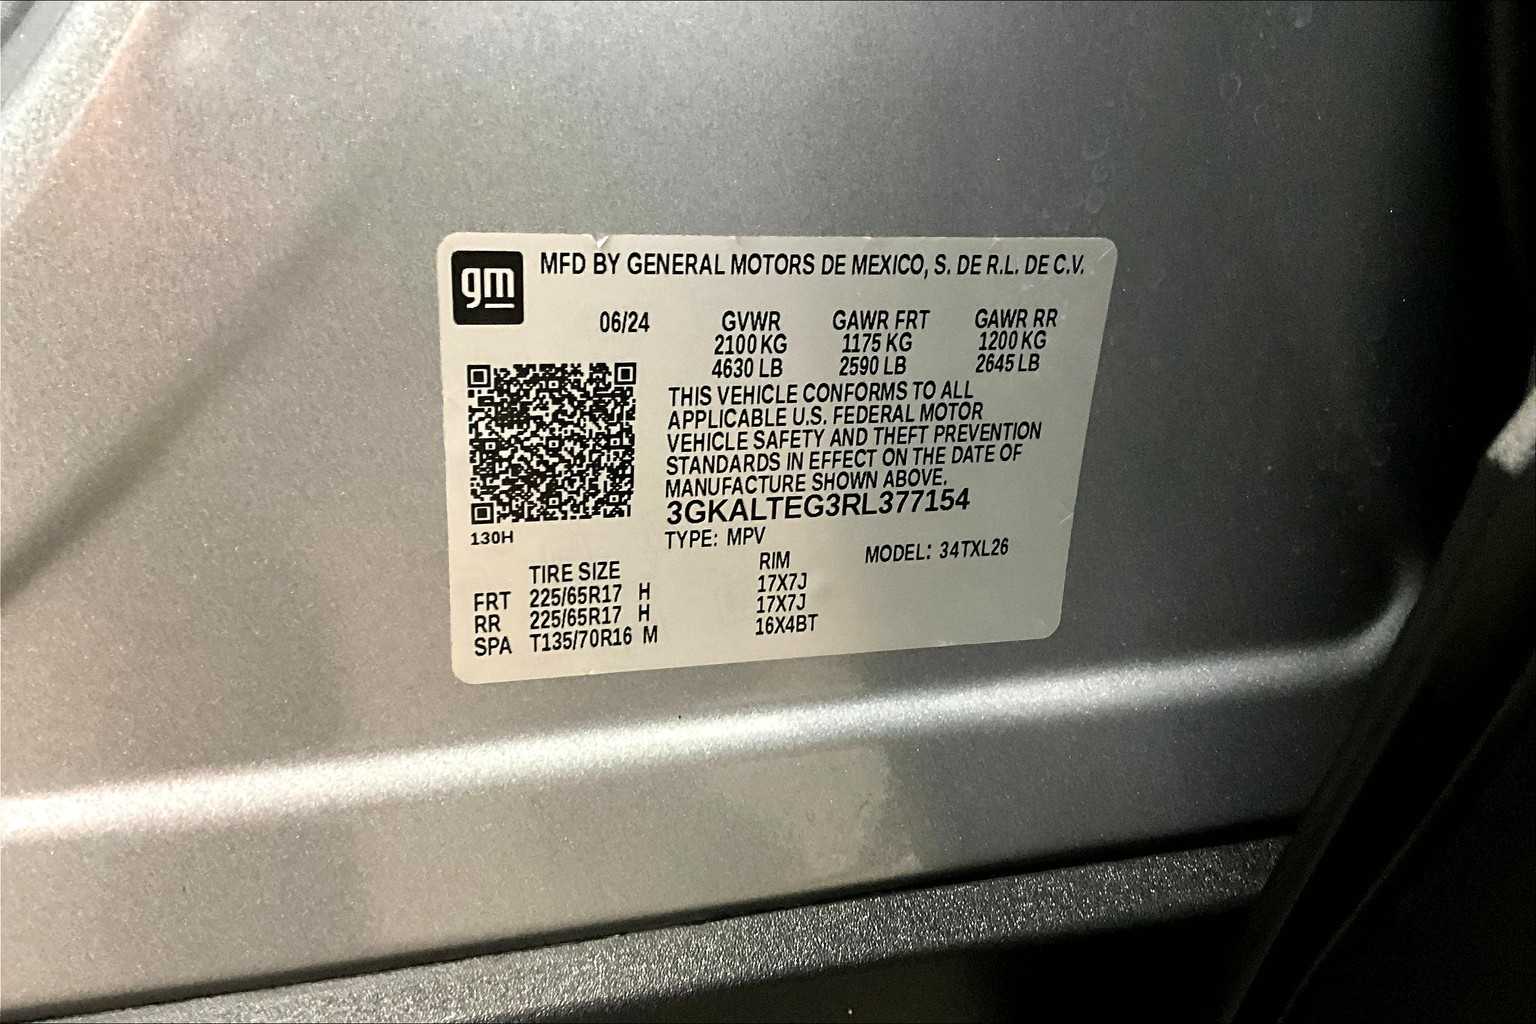 gm MFD BY GENERAL MOTORS DE MEXICO, S. DE R.L. DE C.V.
06/24 GVWR GAWR FRT GAWR RR
2100 KG 1175 KG 1200 KG
4630 LB 2590 LB 2645 LB
THIS VEHICLE CONFORMS TO ALL
APPLICABLE U.S. FEDERAL MOTOR
VEHICLE SAFETY AND THEFT PREVENTION
STANDARDS IN EFFECT ON THE DATE OF
MANUFACTURE SHOWN ABOVE.
3GKALTEG3RL377154
130H
TYPE: MPV MODEL: 34TXL26
TIRE SIZE RIM
FRT 225/65R17 H 17X7J
RR 225/65R17 H 17X7J
SPA T135/70R16 M 16X4BT